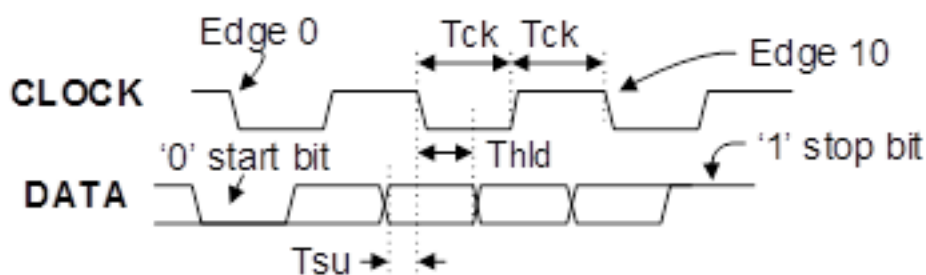 Edge 0
Tck Tck
Edge 10
CLOCK
'0' start bit
Thld
'1' stop bit
DATA
Tsu